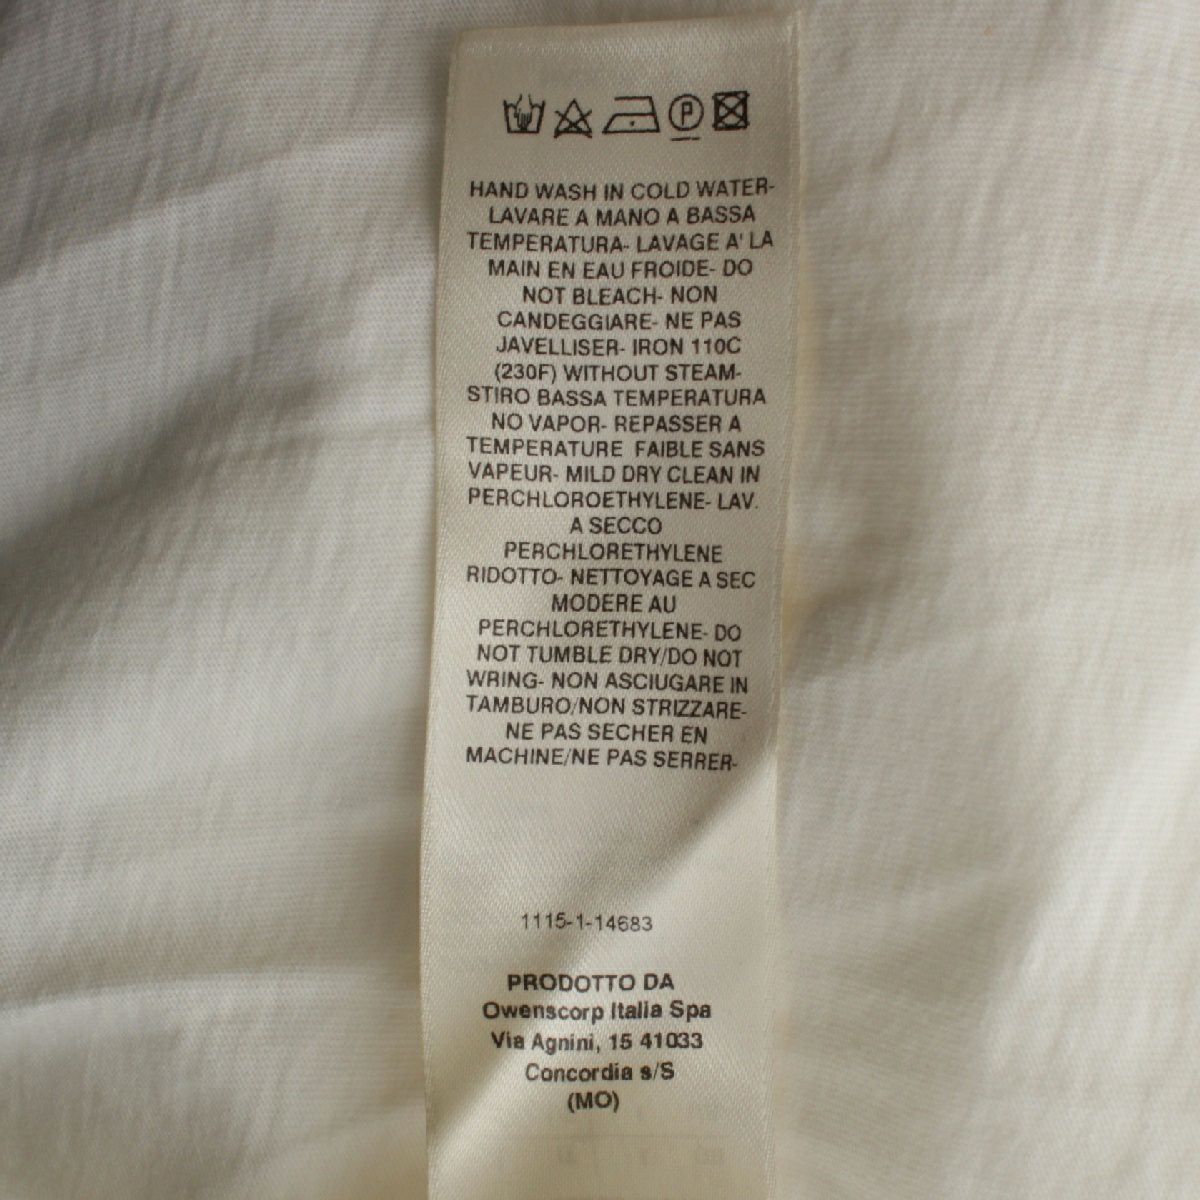 P
HAND WASH IN COLD WATER-
LAVARE A MANO A BASSA
TEMPERATURA- LAVAGE A' LA
MAIN EN EAU FROIDE- DO
NOT BLEACH- NON
CANDEGGIARE- NE PAS
JAVELLISER- IRON 110C
(230F) WITHOUT STEAM-
STIRO BASSA TEMPERATURA
NO VAPOR- REPASSER A
TEMPERATURE FAIBLE SANS
VAPEUR- MILD DRY CLEAN IN
PERCHLOROETHYLENE- LAV.
A SECCO
PERCHLORETHYLENE
RIDOTTO- NETTOYAGE A SEC
MODERE AU
PERCHLORETHYLENE- DO
NOT TUMBLE DRY/DO NOT
WRING- NON ASCIUGARE IN
TAMBURO/NON STRIZZARE-
NE PAS SECHER EN
MACHINE/NE PAS SERRER-
1115-1-14683
PRODOTTO DA
Owenscorp Italia Spa
Via Agnini, 15 41033
Concordia s/S
(MO)